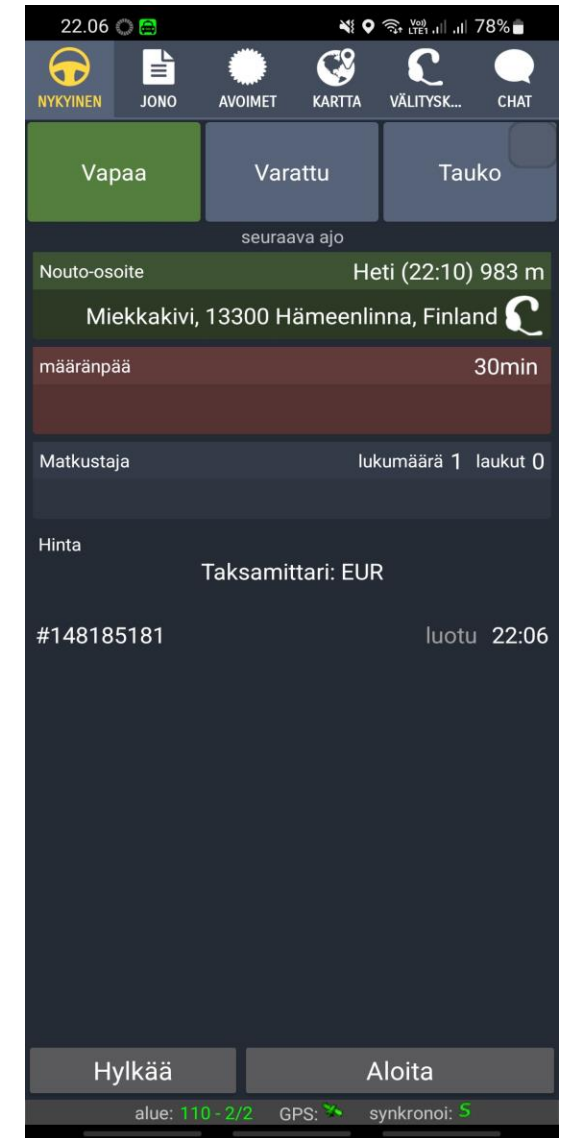 22.06 Vo)) LTE1 78%
NYKYINEN JONO AVOIMET KARTTA VÄLITYSK... CHAT
Vapaa Varattu Tauko
seuraava ajo
Nouto-osoite Heti (22:10) 983 m
Miekkakivi, 13300 Hämeenlinna, Finland
määränpää 30min
Matkustaja lukumäärä 1 laukut 0
Hinta
Taksamittari: EUR
#148185181 luotu 22:06
Hylkää Aloita
alue: 110 - 2/2 GPS: synkronoi: S